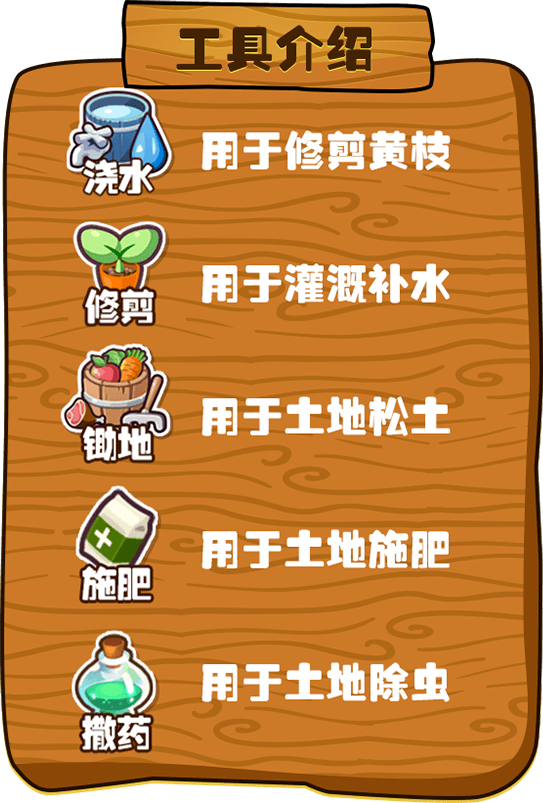 工具介绍
浇水
用于修剪黄枝
修剪
用于灌溉补水
锄地
用于土地松土
施肥
用于土地施肥
撒药
用于土地除虫